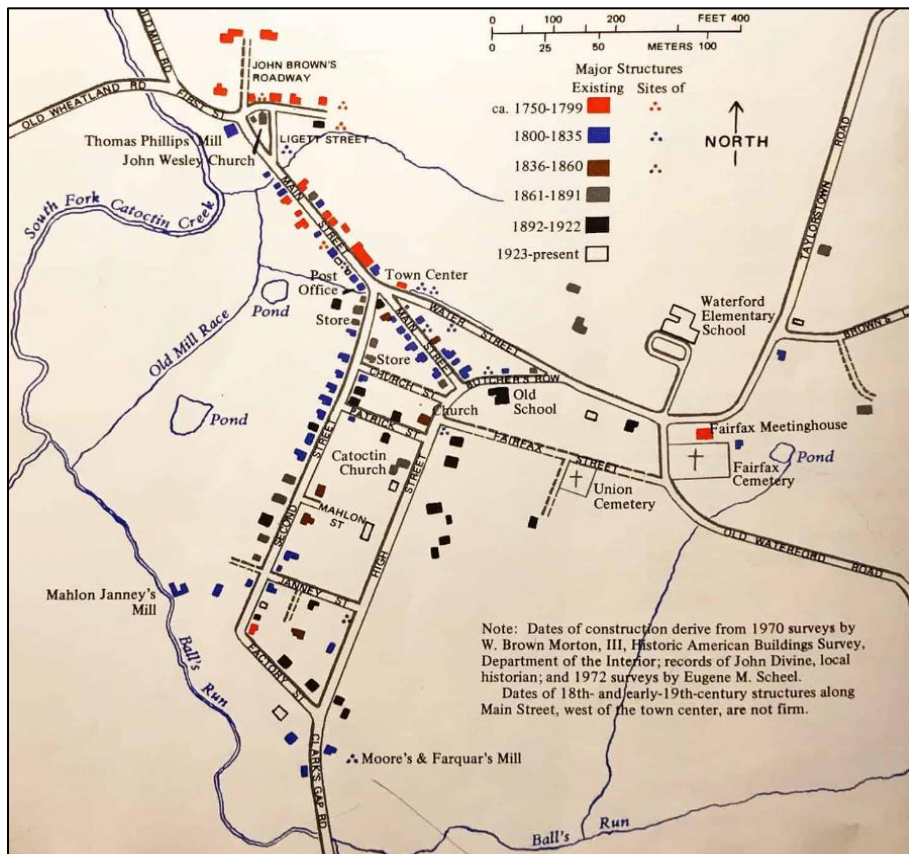 0 100 200 FEET 400
0 25 50 METERS 100
Major Structures
Existing Sites of
ca. 1750-1799
1800-1835
1836-1860
1861-1891
1892-1922
1923-present
NORTH
OLD MILL RD
OLD WHEATLAND RD
FIRST ST
JOHN BROWN'S
ROADWAY
Thomas Phillips' Mill
John Wesley Church
LIGETT STREET
South Fork
Catoctin Creek
MAIN
STREET
Post
Office
Town Center
WATER
STREET
Pond
Store
Old Mill Race
MAIN
STREET
Store
CHURCH ST
BUTCHER'S ROW
Waterford
Elementary
School
TAYLORSTOWN
ROAD
BROWN'S
Pond
Church
Old
School
PATRICK ST
FAIRFAX
STREET
Fairfax Meetinghouse
Pond
Catoctin
Church
Fairfax
Cemetery
Union
Cemetery
SECOND
STREET
HIGH
STREET
MAHLON
ST
OLD WATERFORD
ROAD
JANNEY ST
Mahlon Janney's
Mill
Ball's
Run
FACTORY ST
CLARK'S GAP RD
Moore's & Farquar's Mill
Note: Dates of construction derive from 1970 surveys by
W. Brown Morton, III, Historic American Buildings Survey,
Department of the Interior; records of John Divine, local
historian; and 1972 surveys by Eugene M. Scheel.
Dates of 18th- and early-19th-century structures along
Main Street, west of the town center, are not firm.
Ball's
Run